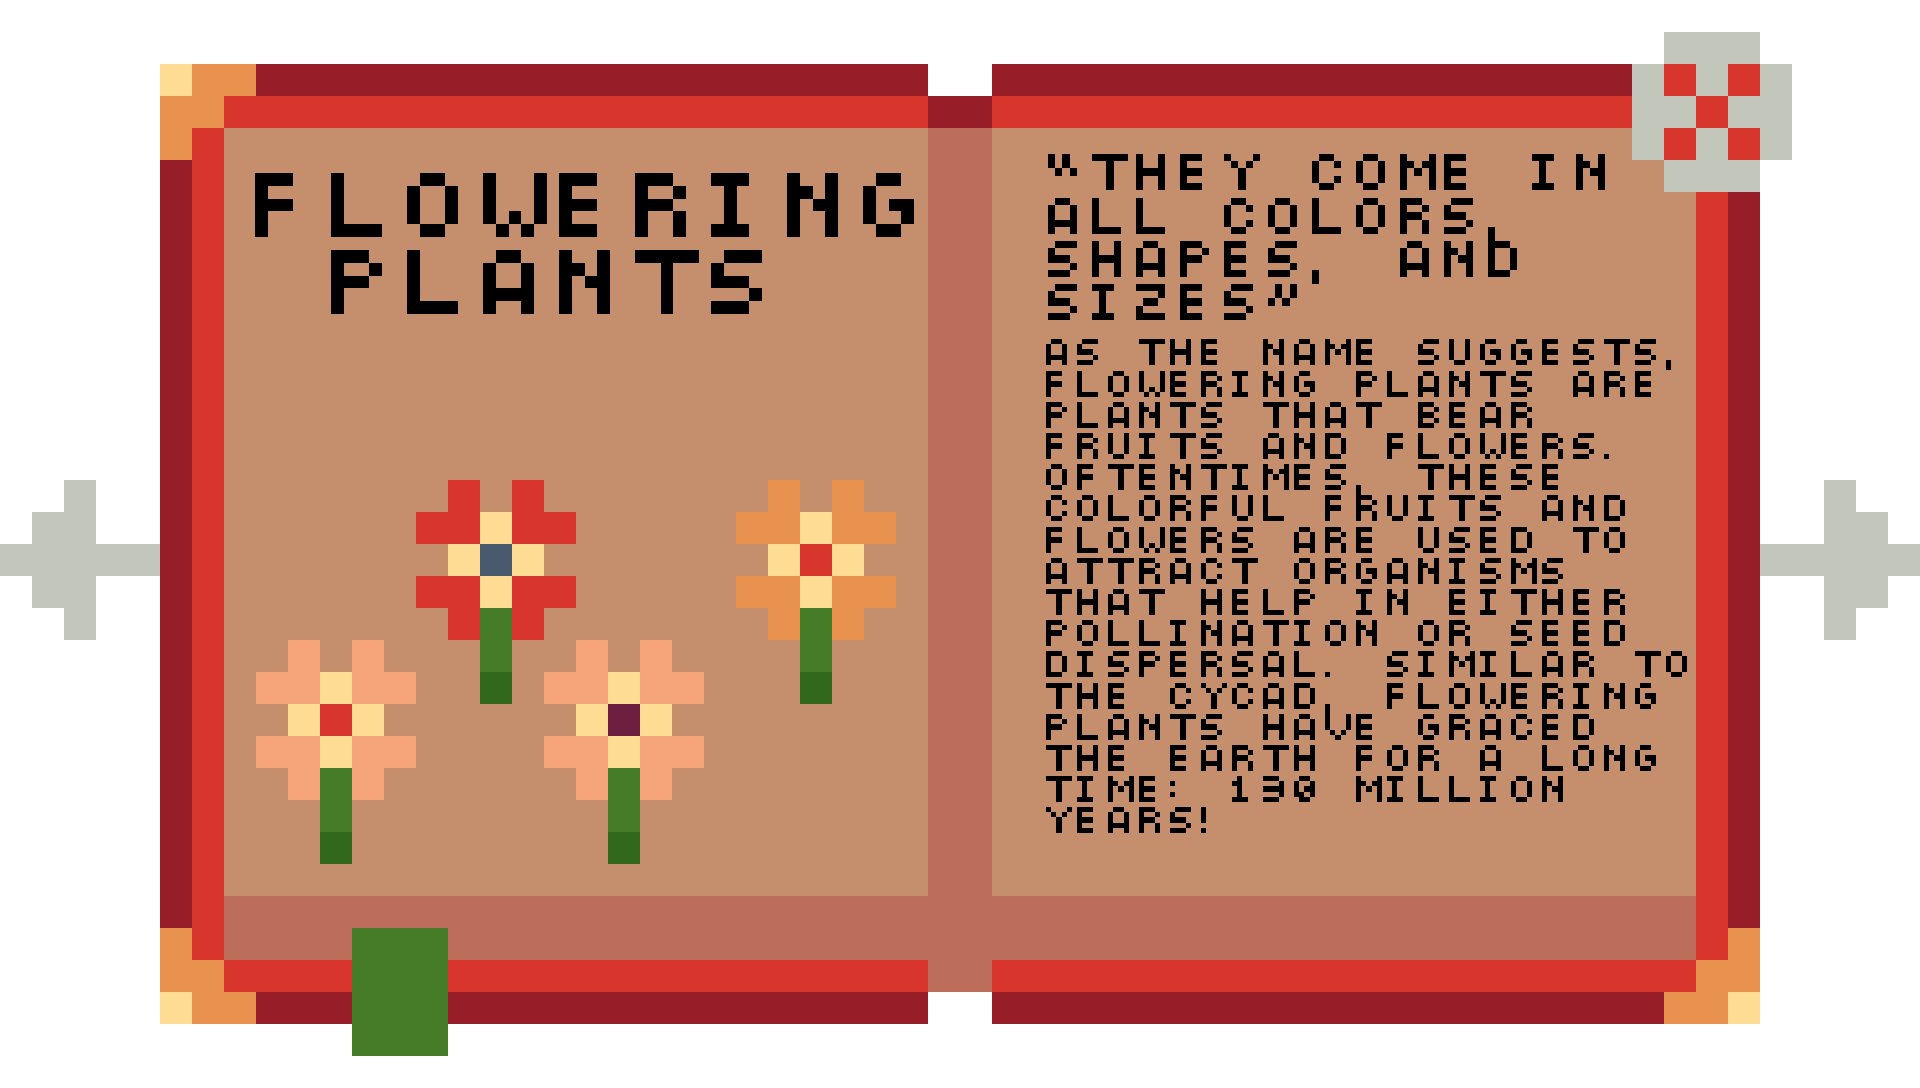 FLOWERING
PLANTS
"THEY COME IN
ALL COLORS,
SHAPES, AND
SIZES"
AS THE NAME SUGGESTS,
FLOWERING PLANTS ARE
PLANTS THAT BEAR
FRUITS AND FLOWERS.
OFTENTIMES, THESE
COLORFUL FRUITS AND
FLOWERS ARE USED TO
ATTRACT ORGANISMS
THAT HELP IN EITHER
POLLINATION OR SEED
DISPERSAL. SIMILAR TO
THE CYCAD, FLOWERING
PLANTS HAVE GRACED
THE EARTH FOR A LONG
TIME: 130 MILLION
YEARS!